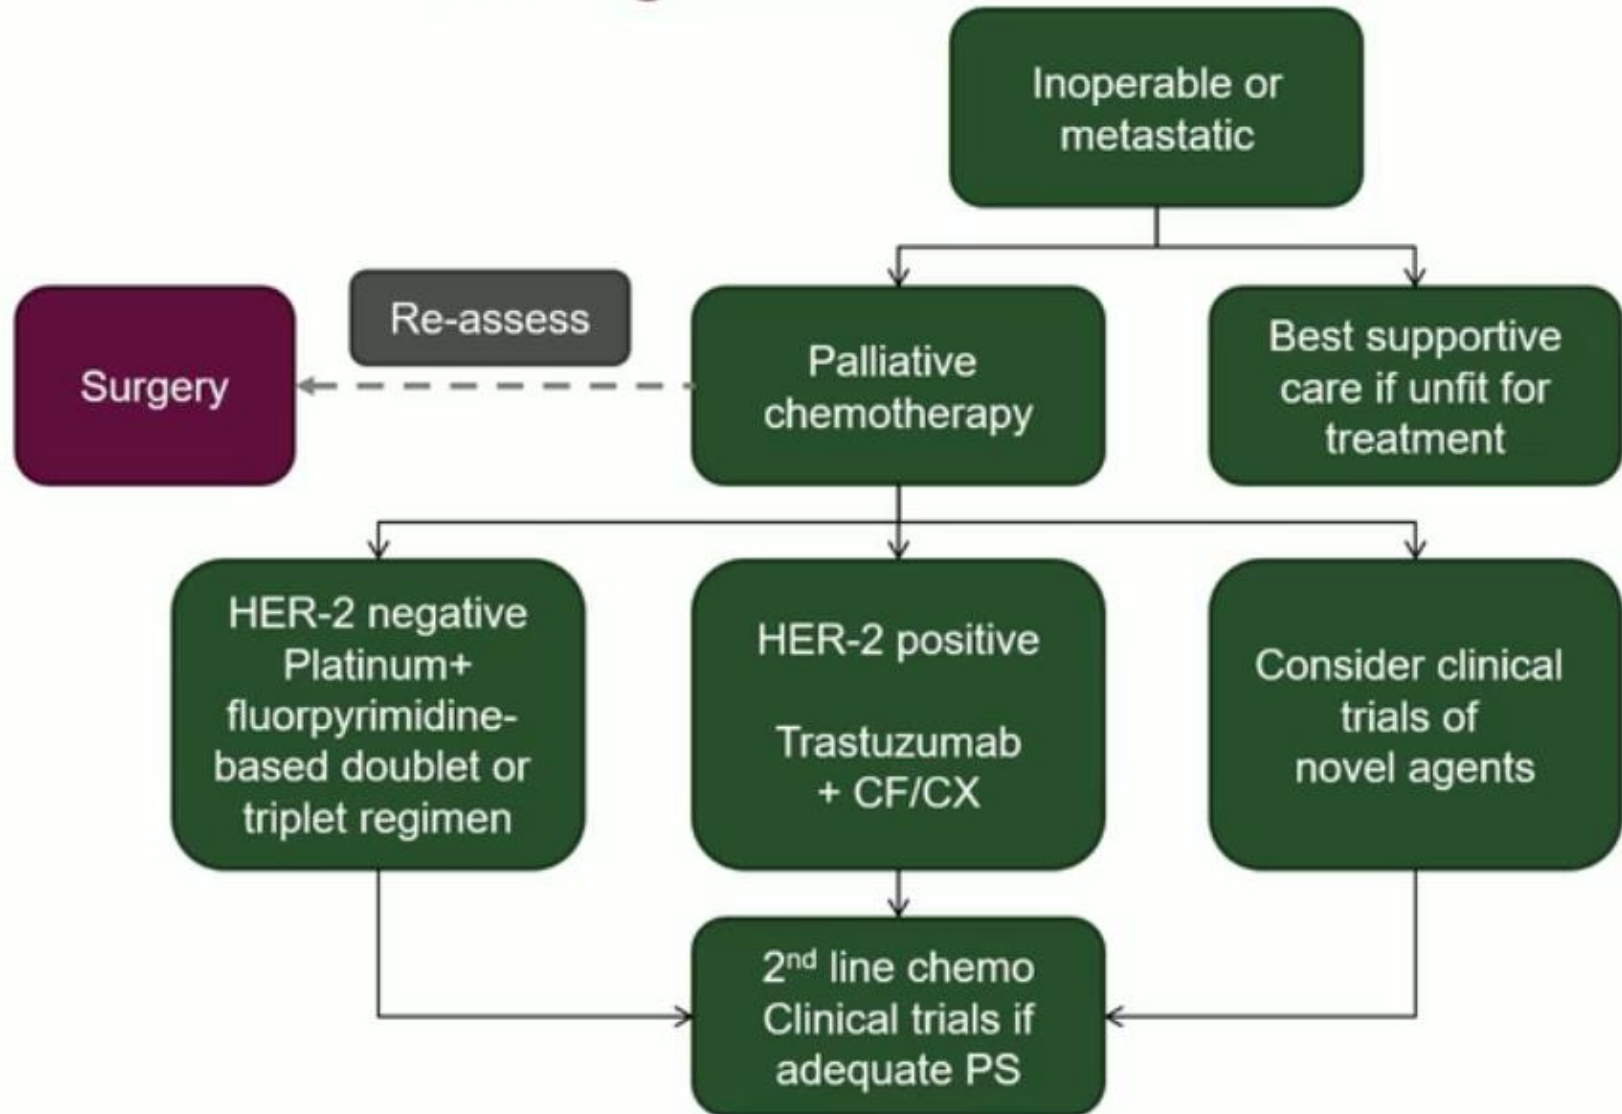 Inoperable or
metastatic
Surgery
Re-assess
Palliative
chemotherapy
Best supportive
care if unfit for
treatment
HER-2 negative
Platinum+
fluorpyrimidine-
based doublet or
triplet regimen
HER-2 positive
Trastuzumab
+ CF/CX
Consider clinical
trials of
novel agents
2nd line chemo
Clinical trials if
adequate PS